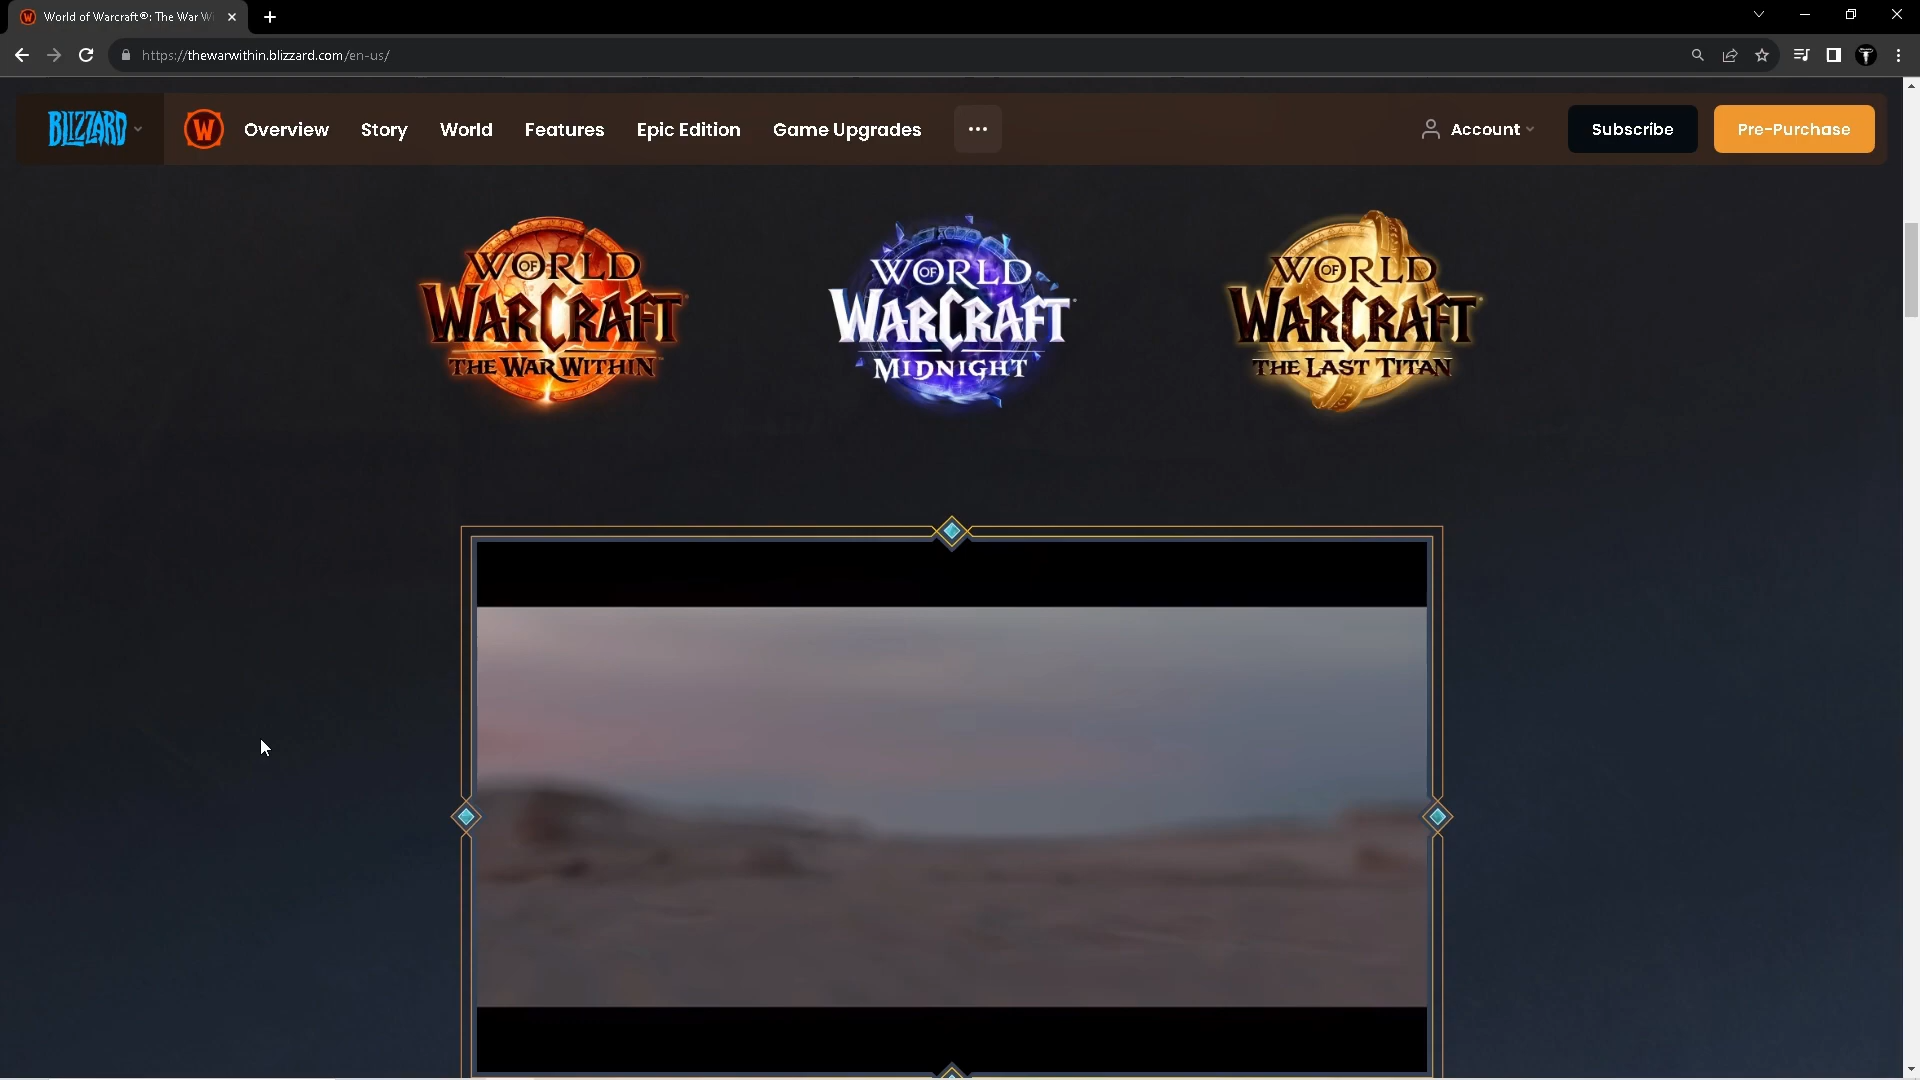 World of Warcraft®: The War Wi
https://thewarwithin.blizzard.com/en-us/
BLIZZARD
W
Overview
Story
World
Features
Epic Edition
Game Upgrades
Account
Subscribe
Pre-Purchase
WORLD
OF
WARCRAFT
THE WAR WITHIN
WORLD
OF
WARCRAFT
MIDNIGHT
WORLD
OF
WARCRAFT
THE LAST TITAN